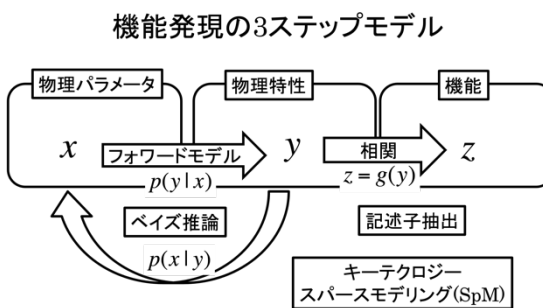 機能発現の3ステップモデル
物理パラメータ
物理特性
機能
x
フォワードモデル
y
相関
z
p(y|x)
z = g(y)
ベイズ推論
記述子抽出
p(x|y)
キーテクロジー
スパースモデリング(SpM)